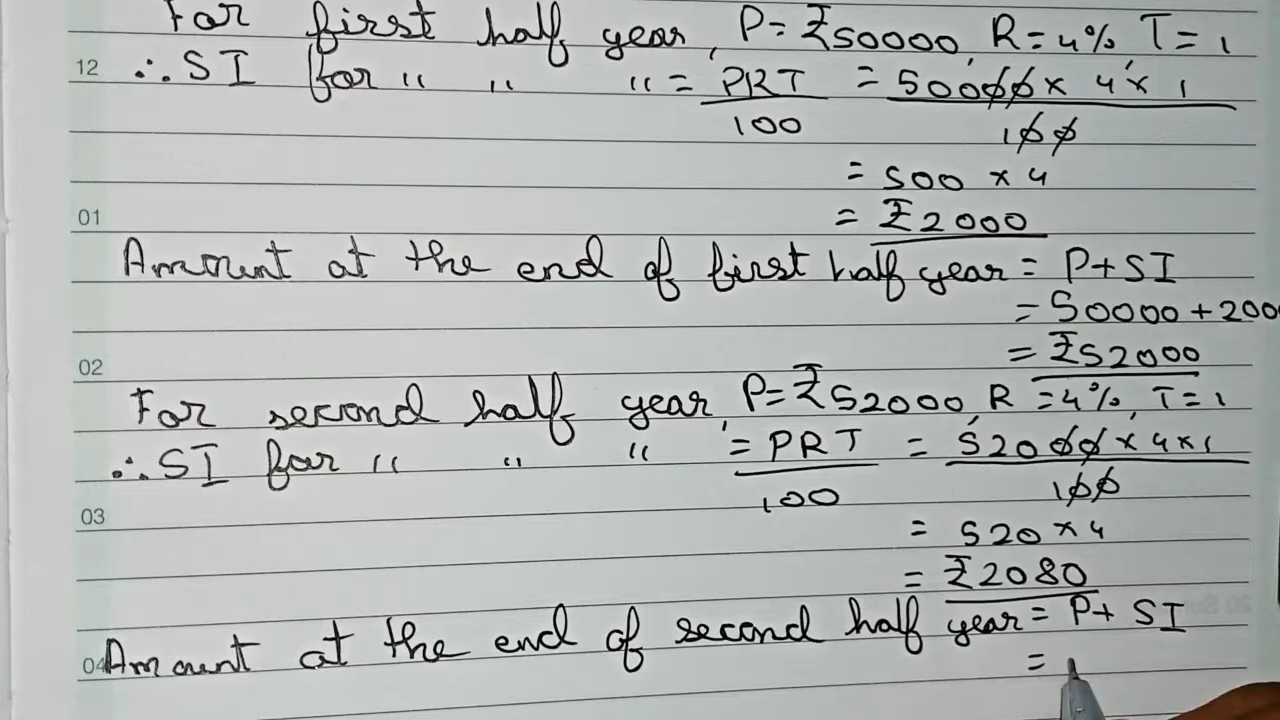 For first half year, P = ₹50000, R = 4%, T = 1
12 ∴ SI for " " " = PRT/100 = 50000 × 4 × 1/100
= 500 × 4
01 = ₹2000
Amount at the end of first half year = P + SI
= 50000 + 200
02 = ₹52000
For second half year, P = ₹52000, R = 4%, T = 1
∴ SI for " " " = PRT/100 = 52000 × 4 × 1/100
03 = 520 × 4
= ₹2080
Amount at the end of second half year = P + SI
04 =